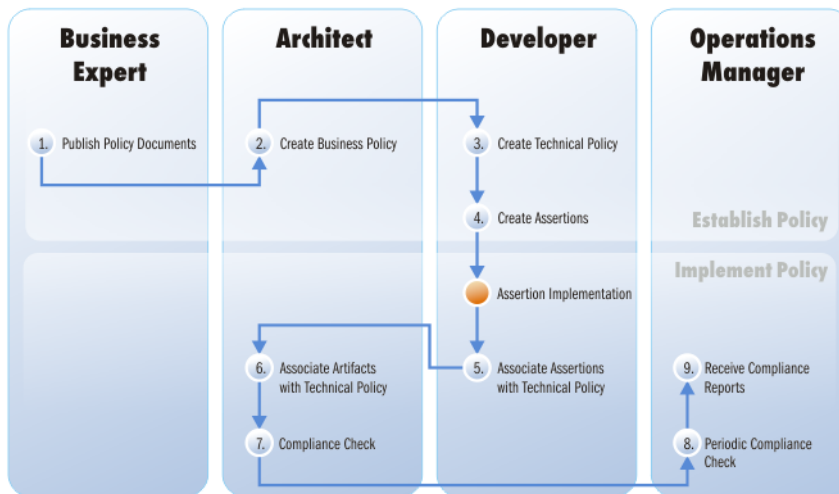 Business
Expert
Architect
Developer
Operations
Manager
1. Publish Policy Documents
2. Create Business Policy
3. Create Technical Policy
4. Create Assertions
Establish Policy
Implement Policy
Assertion Implementation
6. Associate Artifacts
with Technical Policy
5. Associate Assertions
with Technical Policy
9. Receive Compliance
Reports
7. Compliance Check
8. Periodic Compliance
Check